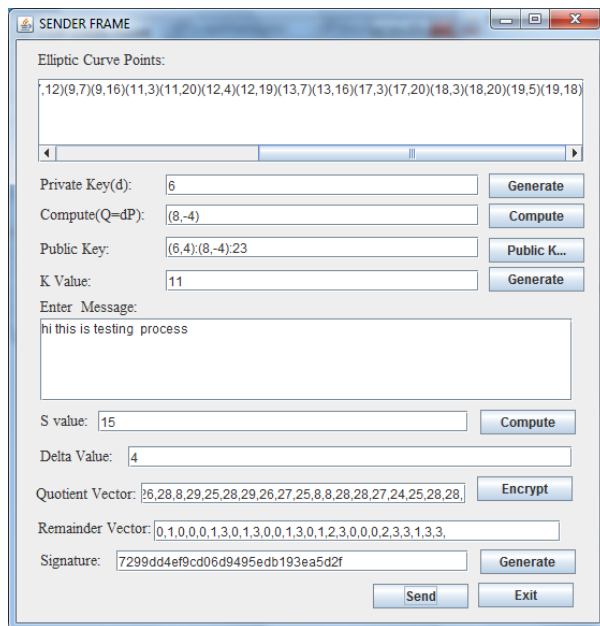 SENDER FRAME
Elliptic Curve Points:
,12)(9,7)(9,16)(11,3)(11,20)(12,4)(12,19)(13,7)(13,16)(17,3)(17,20)(18,3)(18,20)(19,5)(19,18)
Private Key(d): 6 Generate
Compute(Q=dP): (8,-4) Compute
Public Key: (6,4):(8,-4):23 Public K...
K Value: 11 Generate
Enter Message:
hi this is testing process
S value: 15 Compute
Delta Value: 4
Quotient Vector: 26,28,8,29,25,28,29,26,27,25,8,8,28,28,27,24,25,28,28, Encrypt
Remainder Vector: 0,1,0,0,0,1,3,0,1,3,0,0,1,3,0,1,2,3,0,0,0,2,3,3,1,3,3,
Signature: 7299dd4ef9cd06d9495edb193ea5d2f Generate
Send Exit